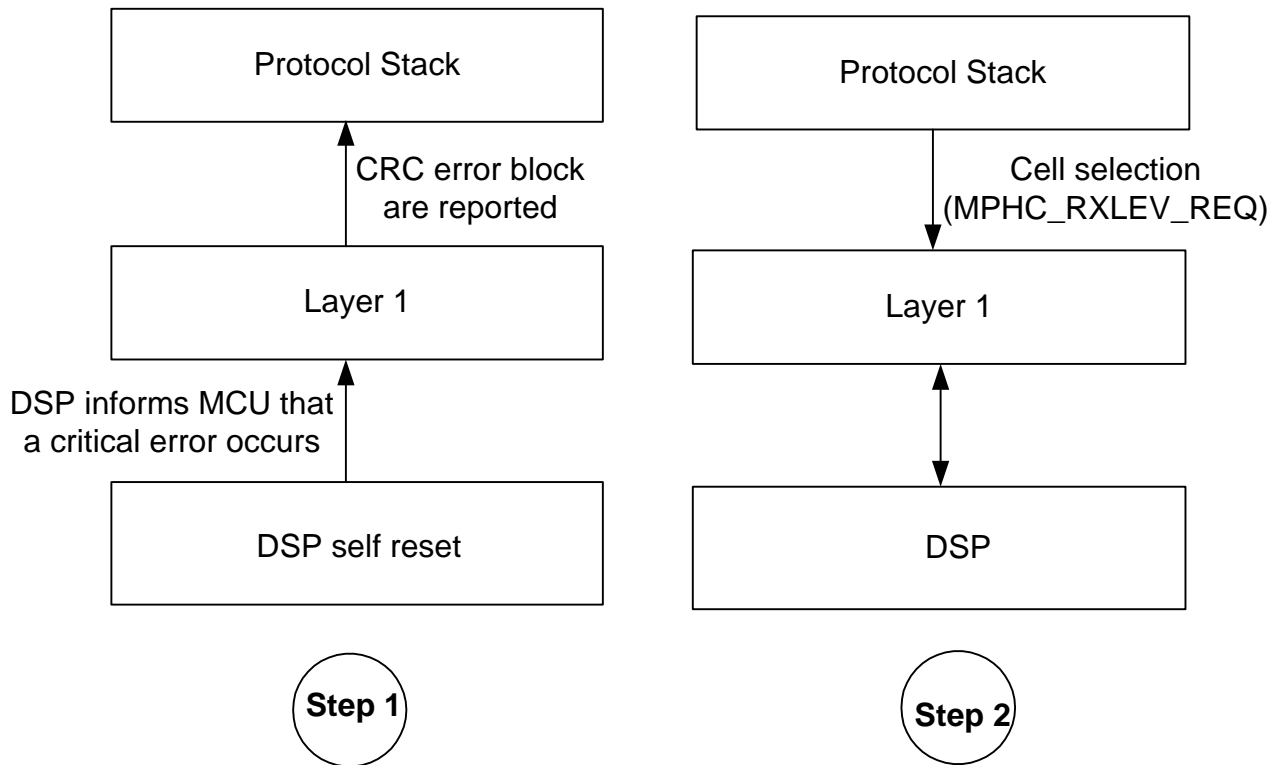 Protocol Stack
CRC error block
are reported
Layer 1
DSP informs MCU that
a critical error occurs
DSP self reset
Step 1
Protocol Stack
Cell selection
(MPHC_RXLEV_REQ)
Layer 1
DSP
Step 2